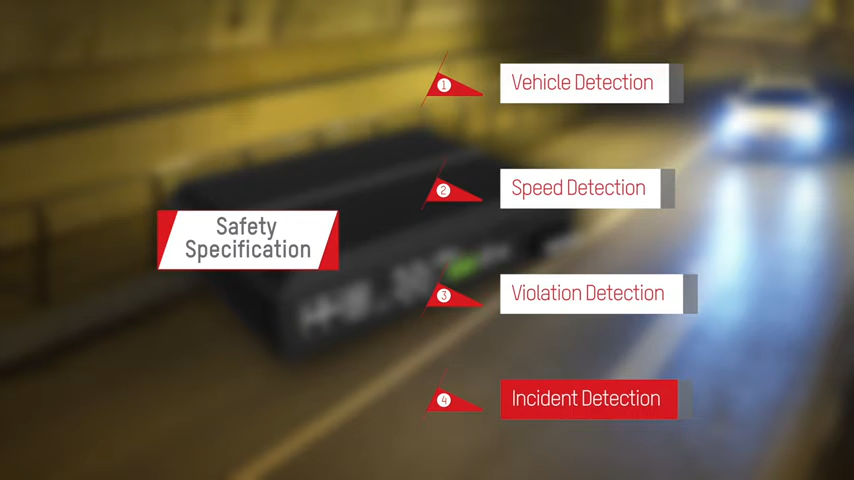 Safety
Specification
1
Vehicle Detection
2
Speed Detection
3
Violation Detection
4
Incident Detection